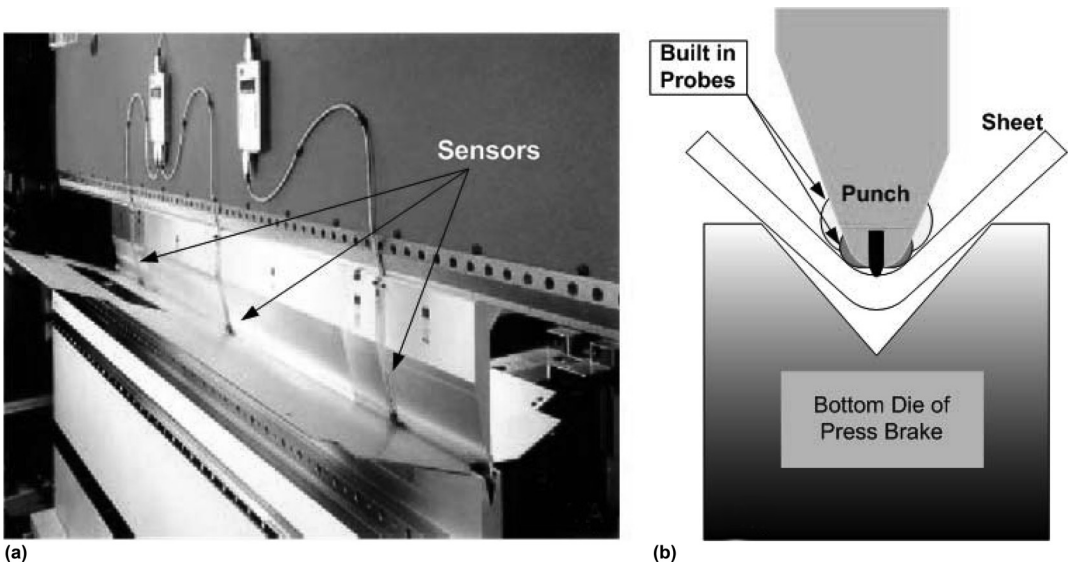 Sensors
(a)
Built in
Probes
Sheet
Punch
Bottom Die of
Press Brake
(b)